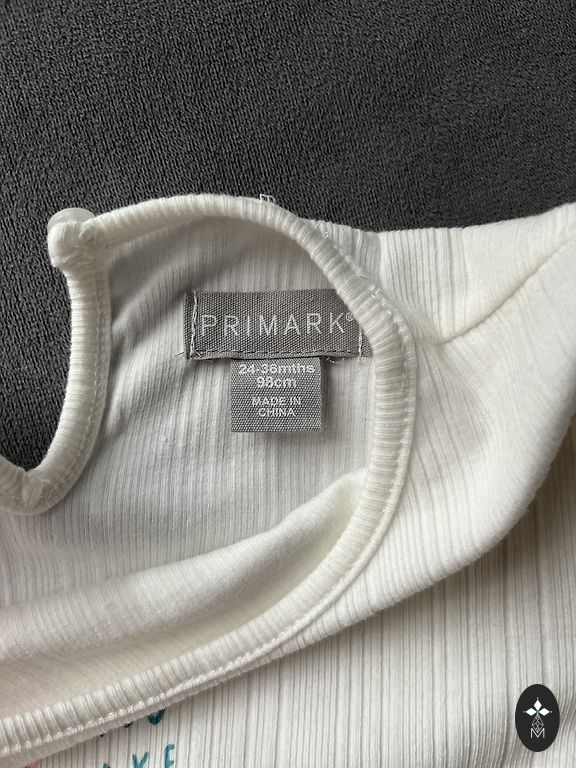 PRIMARK®
24-36mths
98cm
MADE IN
CHINA